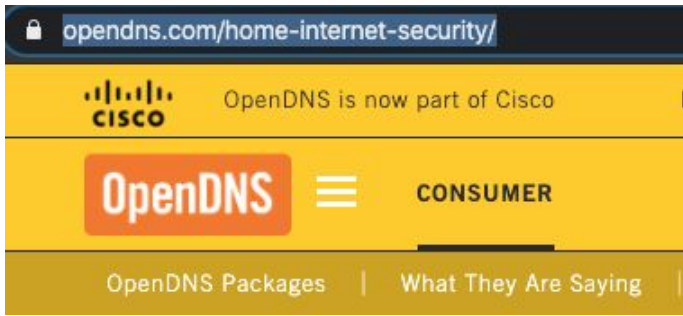 opendns.com/home-internet-security/
CISCO OpenDNS is now part of Cisco
OpenDNS CONSUMER
OpenDNS Packages | What They Are Saying |